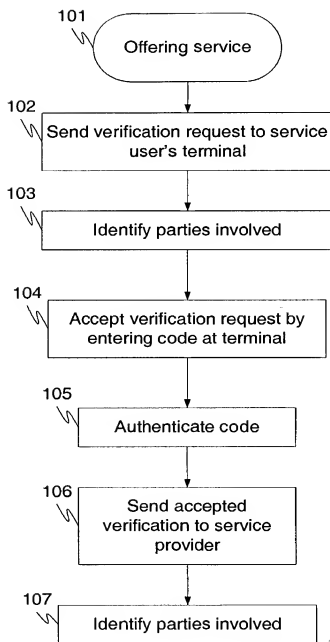 101
Offering service
102
Send verification request to service
user's terminal
103
Identify parties involved
104
Accept verification request by
entering code at terminal
105
Authenticate code
106
Send accepted
verification to service
provider
107
Identify parties involved